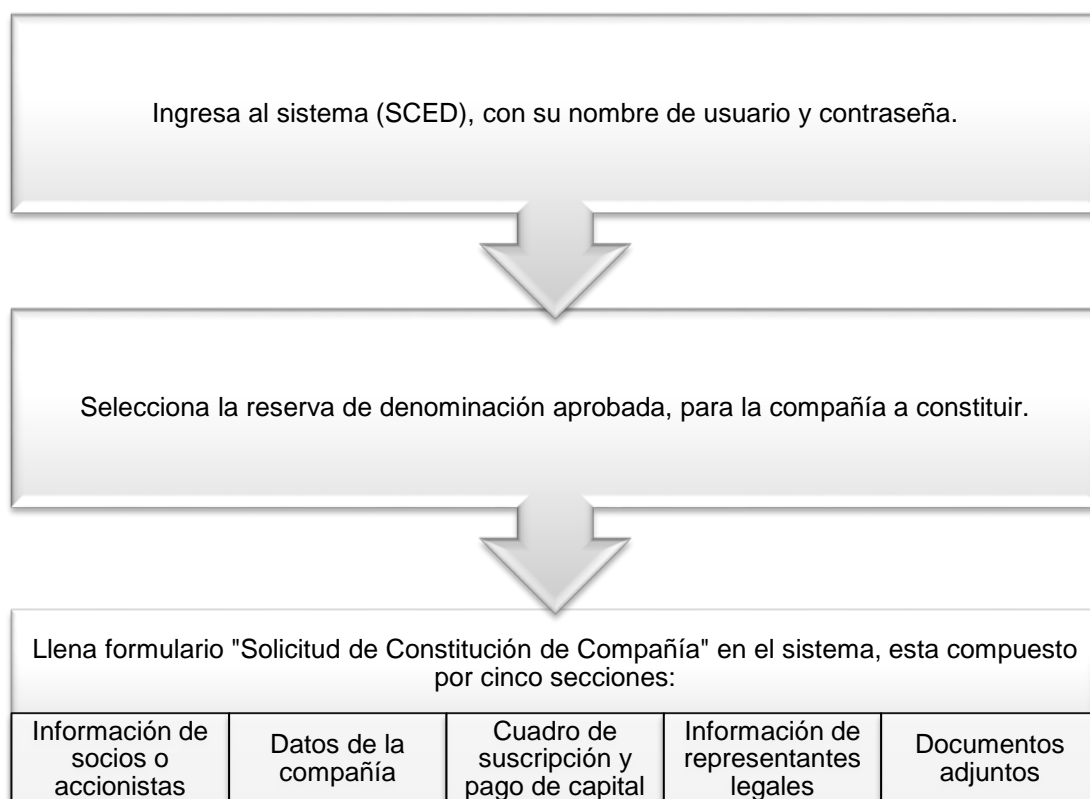 Ingresa al sistema (SCED), con su nombre de usuario y contraseña.
Selecciona la reserva de denominación aprobada, para la compañía a constituir.
Llena formulario "Solicitud de Constitución de Compañía" en el sistema, esta compuesto
por cinco secciones:
Información de
socios o
accionistas
Datos de la
compañía
Cuadro de
suscripción y
pago de capital
Información de
representantes
legales
Documentos
adjuntos